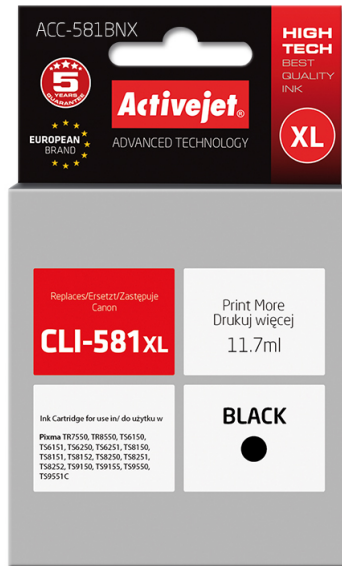 ACC-581BNX
5
YEARS
GUARANTEE
EUROPEAN
BRAND
Activejet®
ADVANCED TECHNOLOGY
HIGH
TECH
BEST
QUALITY
INK
XL
Replaces/Ersetzt/Zastępuje
Canon
CLI-581XL
Print More
Drukuj więcej
11.7ml
Ink Cartridge for use in/ do użytku w
Pixma TR7550, TR8550, TS6150,
TS6151, TS6250, TS6251, TS8150,
TS8151, TS8152, TS8250, TS8251,
TS8252, TS9150, TS9155, TS9550,
TS9551C
BLACK